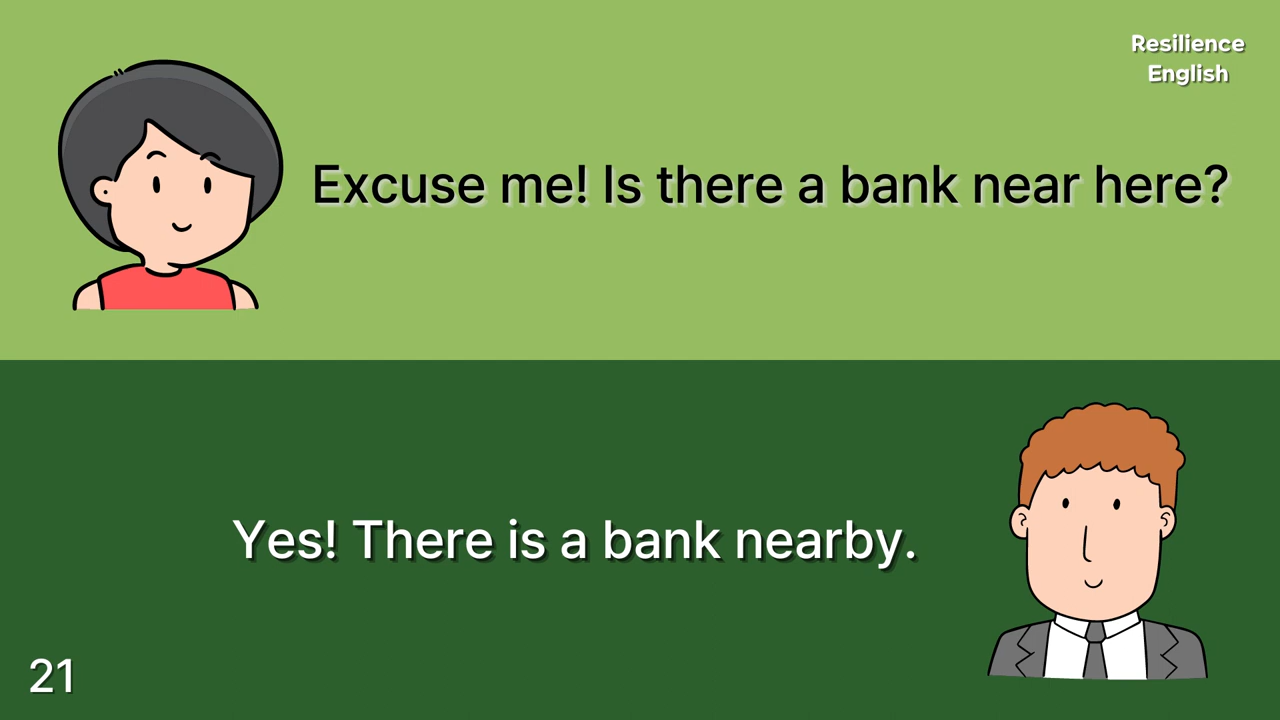 Resilience
English
Excuse me! Is there a bank near here?
Yes! There is a bank nearby.
21